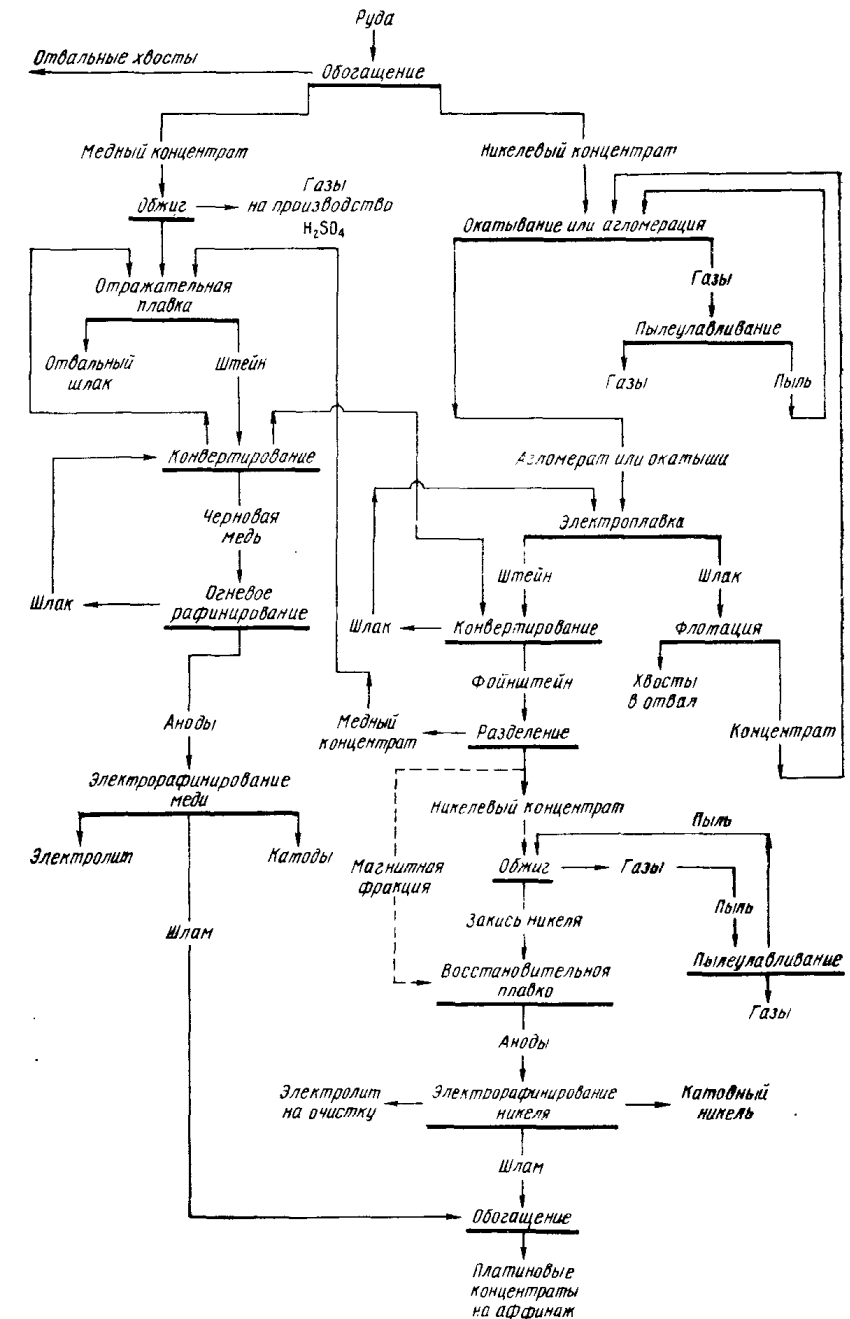 Руда
Отвальные хвосты
Обогащение
Медный концентрат
Никелевый концентрат
Обжиг
Газы
на производство
H₂SO₄
Окатывание или агломерация
Отражательная
плавка
Газы
Пылеулавливание
Отвальный
шлак
Штейн
Газы
Пыль
Конвертирование
Агломерат или окатыши
Черновая
медь
Электроплавка
Штейн
Шлак
Шлак
Огневое
рафинирование
Шлак
Конвертирование
Флотация
Файнштейн
Хвосты
в отвал
Аноды
Медный
концентрат
Разделение
Концентрат
Электрорафинирование
меди
Никелевый концентрат
Пыль
Электролит
Катоды
Магнитная
фракция
Обжиг
Газы
Пыль
Закись никеля
Шлам
Пылеулавливание
Восстановительная
плавка
Газы
Аноды
Электролит
на очистку
Электрорафинирование
никеля
Катодный
никель
Шлам
Обогащение
Платиновые
концентраты
на аффинаж